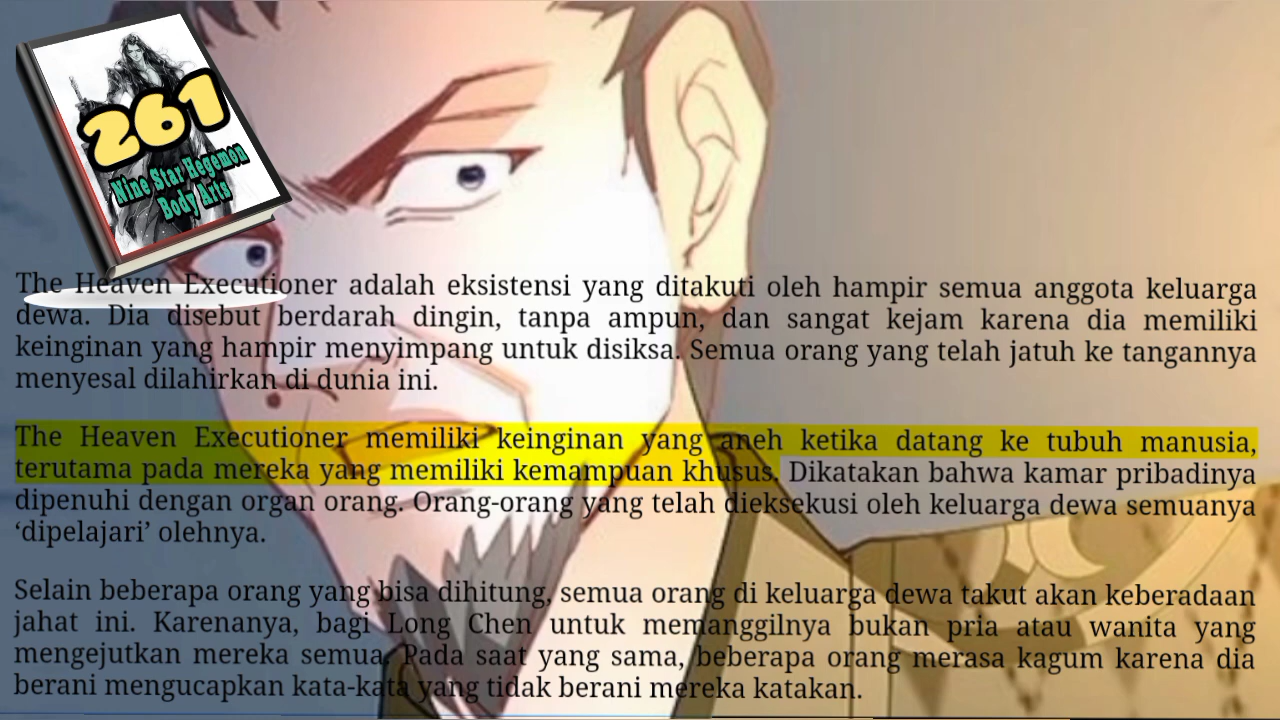 261
Nine Star Hegemon
Body Arts
The Heaven Executioner adalah eksistensi yang ditakuti oleh hampir semua anggota keluarga
dewa. Dia disebut berdarah dingin, tanpa ampun, dan sangat kejam karena dia memiliki
keinginan yang hampir menyimpang untuk disiksa. Semua orang yang telah jatuh ke tangannya
menyesal dilahirkan di dunia ini.
The Heaven Executioner memiliki keinginan yang aneh ketika datang ke tubuh manusia,
terutama pada mereka yang memiliki kemampuan khusus. Dikatakan bahwa kamar pribadinya
dipenuhi dengan organ orang. Orang-orang yang telah dieksekusi oleh keluarga dewa semuanya
‘dipelajari’ olehnya.
Selain beberapa orang yang bisa dihitung, semua orang di keluarga dewa takut akan keberadaan
jahat ini. Karenanya, bagi Long Chen untuk memanggilnya bukan pria atau wanita yang
mengejutkan mereka semua. Pada saat yang sama, beberapa orang merasa kagum karena dia
berani mengucapkan kata-kata yang tidak berani mereka katakan.